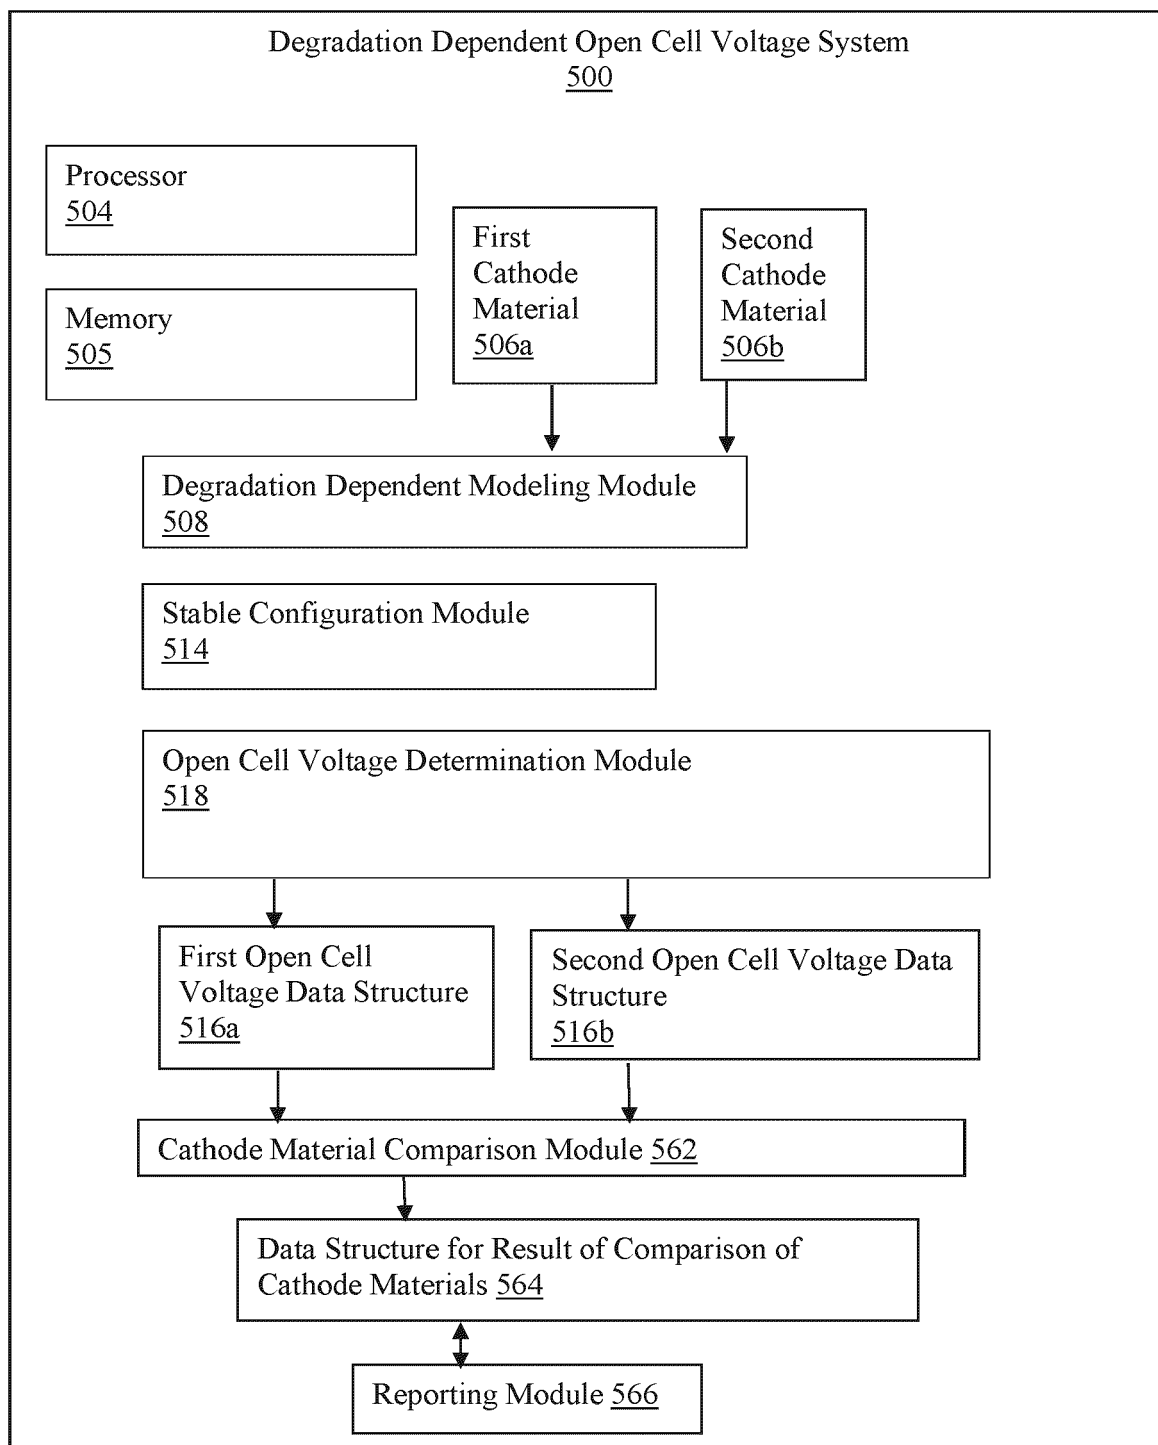 Degradation Dependent Open Cell Voltage System
500
Processor
504
Memory
505
First
Cathode
Material
506a
Second
Cathode
Material
506b
Degradation Dependent Modeling Module
508
Stable Configuration Module
514
Open Cell Voltage Determination Module
518
First Open Cell
Voltage Data Structure
516a
Second Open Cell Voltage Data
Structure
516b
Cathode Material Comparison Module 562
Data Structure for Result of Comparison of
Cathode Materials 564
Reporting Module 566